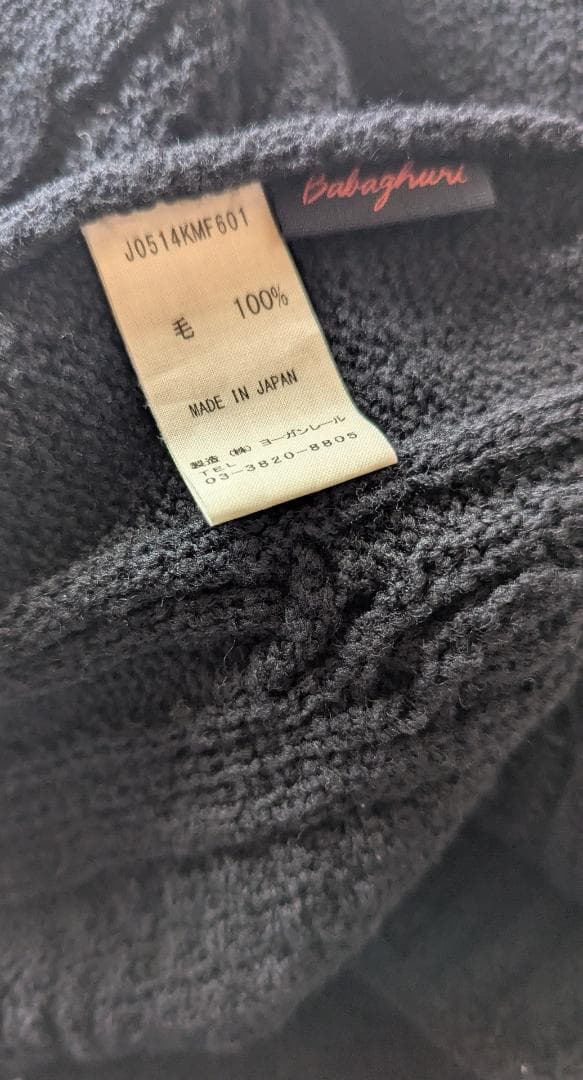 Babaghuri
J0514KMF601
毛 100%
MADE IN JAPAN
製造 (株) ヨーガンレール
TEL
03-3820-8805